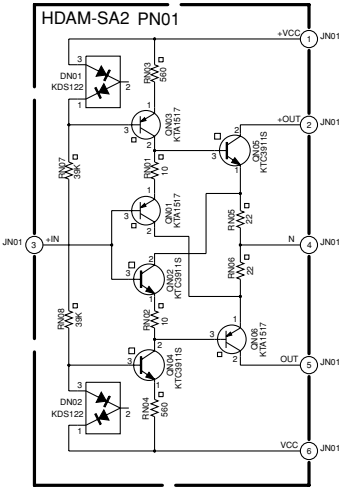 HDAM-SA2 PN01
+VCC 1 JN01
3
DN01
KDS122
2
1
RN03
560
1
QN03
KTA1517
3
2
+OUT 2 JN01
2
QN05
KTC3911S
3
1
RN07
39K
RN01
10
1
QN01
KTA1517
3
2
RN05
22
JN01 3 +IN
N 4 JN01
2
QN02
KTC3911S
3
1
RN06
22
RN08
39K
RN02
10
1
QN06
KTA1517
3
2
2
QN04
KTC3911S
3
1
OUT 5 JN01
3
DN02
KDS122
2
1
RN04
560
VCC 6 JN01